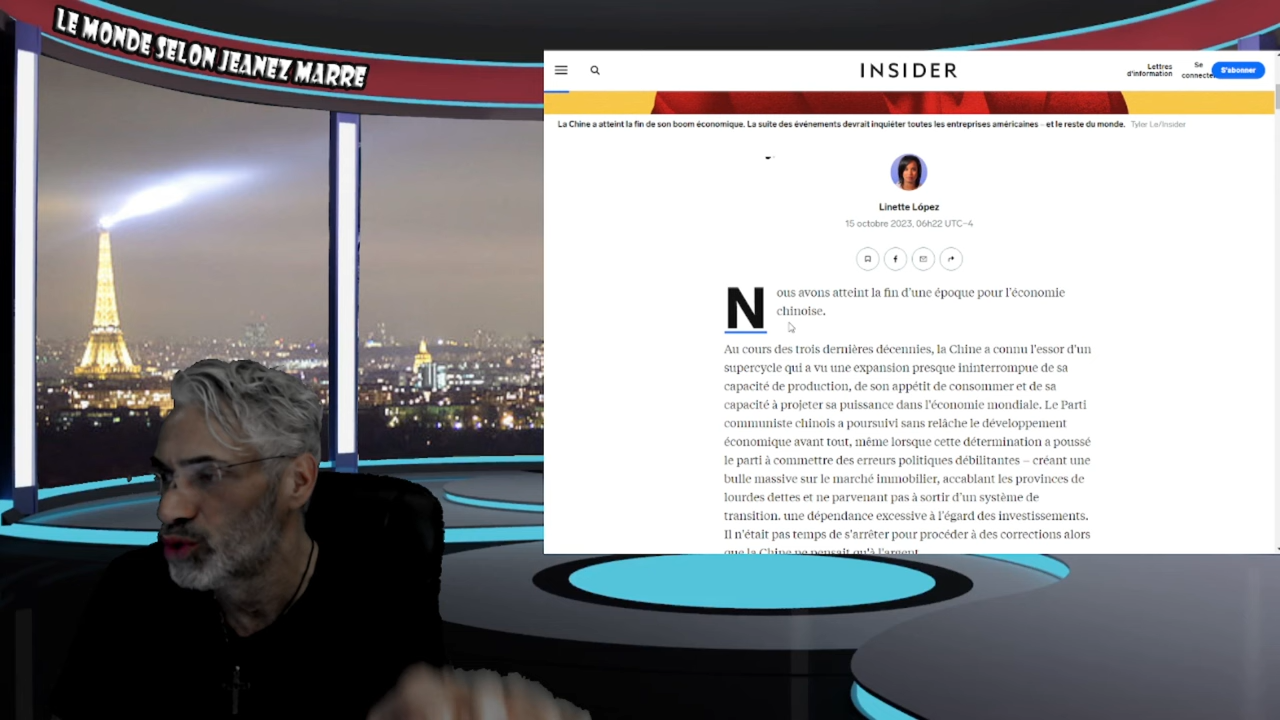 LE MONDE SELON JEANEZ MARRE
INSIDER
Lettres
d'information
Se
connecter
S'abonner
La Chine a atteint la fin de son boom économique. La suite des événements devrait inquiéter toutes les entreprises américaines – et le reste du monde. Tyler Le/Insider
Linette López
15 octobre 2023, 06h22 UTC−4
Nous avons atteint la fin d'une époque pour l'économie
chinoise.
Au cours des trois dernières décennies, la Chine a connu l'essor d'un
supercycle qui a vu une expansion presque ininterrompue de sa
capacité de production, de son appétit de consommer et de sa
capacité à projeter sa puissance dans l'économie mondiale. Le Parti
communiste chinois a poursuivi sans relâche le développement
économique avant tout, même lorsque cette détermination a poussé
le parti à commettre des erreurs politiques débilitantes – créant une
bulle massive sur le marché immobilier, accablant les provinces de
lourdes dettes et ne parvenant pas à sortir d'un système de
transition. une dépendance excessive à l'égard des investissements.
Il n'était pas temps de s'arrêter pour procéder à des corrections alors
que la Chine ne pensait qu'à l'argent.